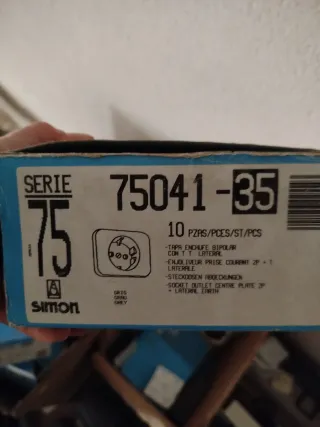 SERIE
75
simon
75041-35
10 PZAS/PCES/ST/PCS
-TAPA ENCHUFE BIPOLAR
CON T T LATERAL
-ENJOLIVEUR PRISE COURANT 2P + T
LATERALE
-STECKDOSEN ABDECKUNGEN
-SOCKET OUTLET CENTRE PLATE 2P
+ LATERAL EARTH
GRIS
GRAU
GREY